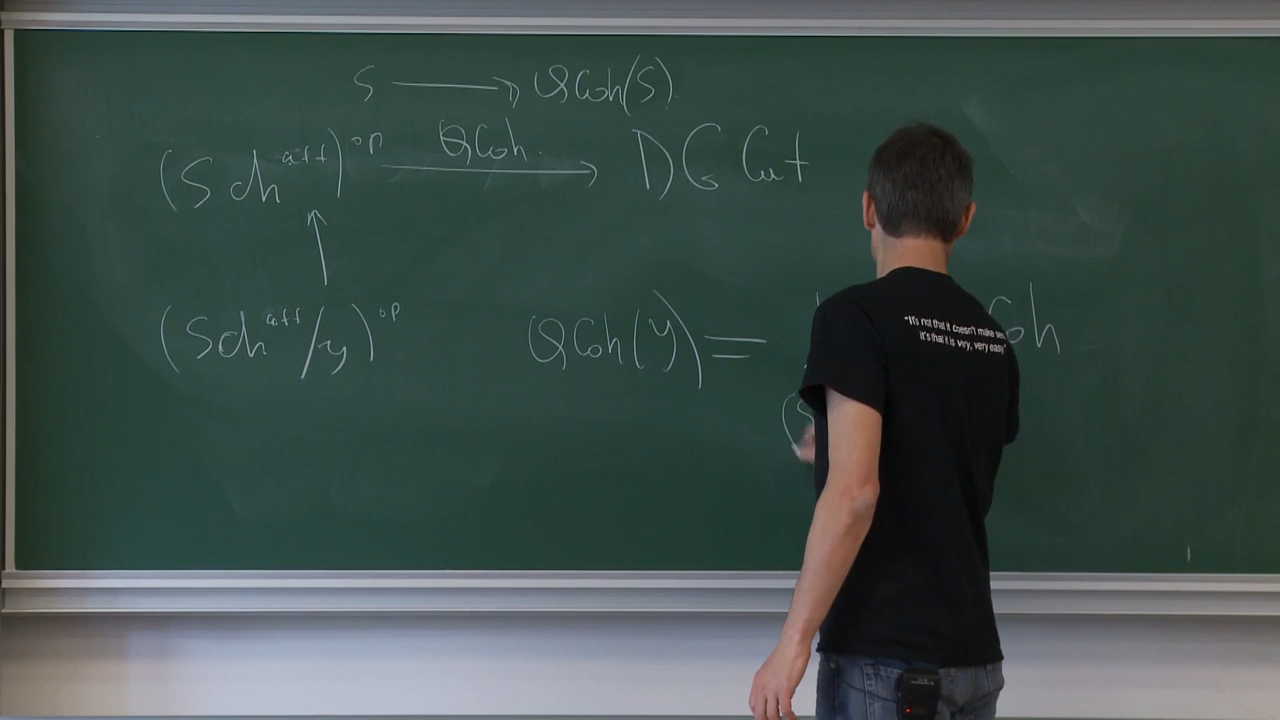 S → QCoh(S).
(Sch^aff)^op QCoh. → DGCat
↑
(Sch^aff/y)^op QCoh(y) = oh
(S
"It's not that it doesn't make
it's that it is very, very easy"